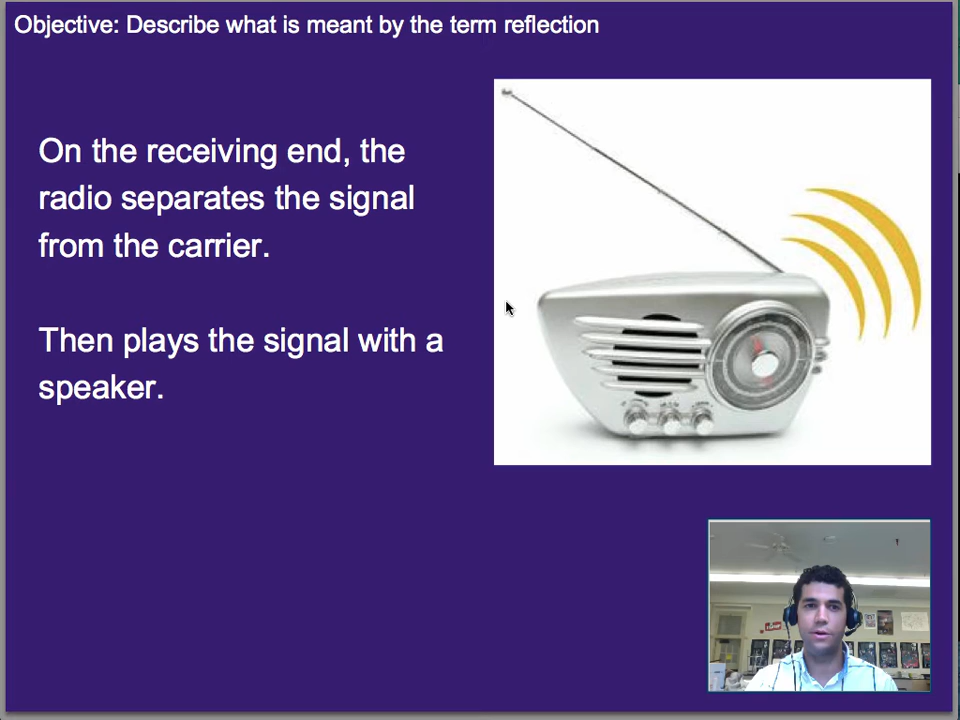 Objective: Describe what is meant by the term reflection
On the receiving end, the
radio separates the signal
from the carrier.
Then plays the signal with a
speaker.